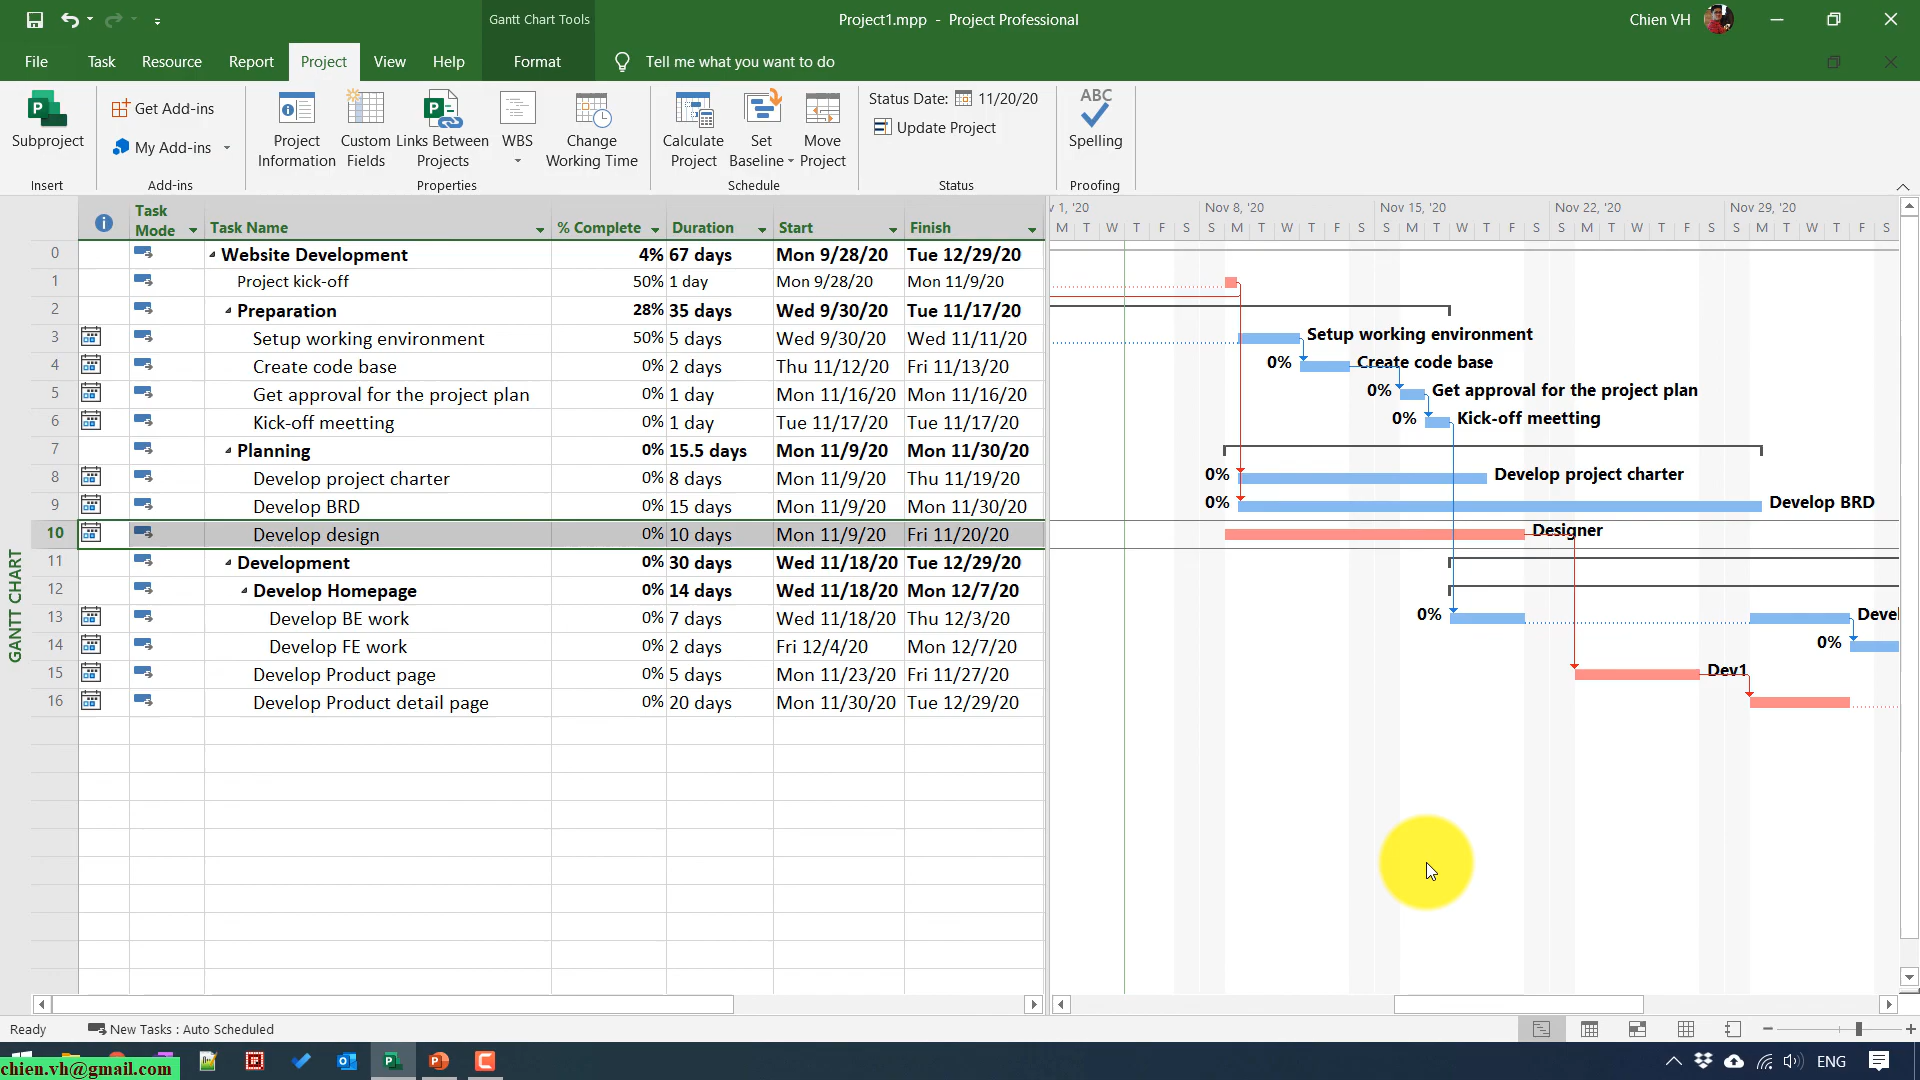 Gantt Chart Tools
Project1.mpp - Project Professional
Chien VH
File
Task
Resource
Report
Project
View
Help
Format
Tell me what you want to do
Subproject
Insert
Get Add-ins
My Add-ins
Add-ins
Project Information
Custom Fields
Links Between Projects
WBS
Change Working Time
Properties
Calculate Project
Set Baseline
Move Project
Schedule
Status Date: 11/20/20
Update Project
Status
ABC
Spelling
Proofing
Task Mode
Task Name
% Complete
Duration
Start
Finish
v 1, '20
Nov 8, '20
Nov 15, '20
Nov 22, '20
Nov 29, '20
M T W T F S S M T W T F S S M T W T F S S M T W T F S S M T W T F S
0 Website Development 4% 67 days Mon 9/28/20 Tue 12/29/20
1 Project kick-off 50% 1 day Mon 9/28/20 Mon 11/9/20
2 Preparation 28% 35 days Wed 9/30/20 Tue 11/17/20
3 Setup working environment 50% 5 days Wed 9/30/20 Wed 11/11/20
4 Create code base 0% 2 days Thu 11/12/20 Fri 11/13/20
5 Get approval for the project plan 0% 1 day Mon 11/16/20 Mon 11/16/20
6 Kick-off meetting 0% 1 day Tue 11/17/20 Tue 11/17/20
7 Planning 0% 15.5 days Mon 11/9/20 Mon 11/30/20
8 Develop project charter 0% 8 days Mon 11/9/20 Thu 11/19/20
9 Develop BRD 0% 15 days Mon 11/9/20 Mon 11/30/20
10 Develop design 0% 10 days Mon 11/9/20 Fri 11/20/20
11 Development 0% 30 days Wed 11/18/20 Tue 12/29/20
12 Develop Homepage 0% 14 days Wed 11/18/20 Mon 12/7/20
13 Develop BE work 0% 7 days Wed 11/18/20 Thu 12/3/20
14 Develop FE work 0% 2 days Fri 12/4/20 Mon 12/7/20
15 Develop Product page 0% 5 days Mon 11/23/20 Fri 11/27/20
16 Develop Product detail page 0% 20 days Mon 11/30/20 Tue 12/29/20
Setup working environment
0% Create code base
0% Get approval for the project plan
0% Kick-off meetting
0% Develop project charter
0% Develop BRD
Designer
0% Devel
0%
Dev1
GANTT CHART
Ready
New Tasks : Auto Scheduled
chien.vh@gmail.com
ENG